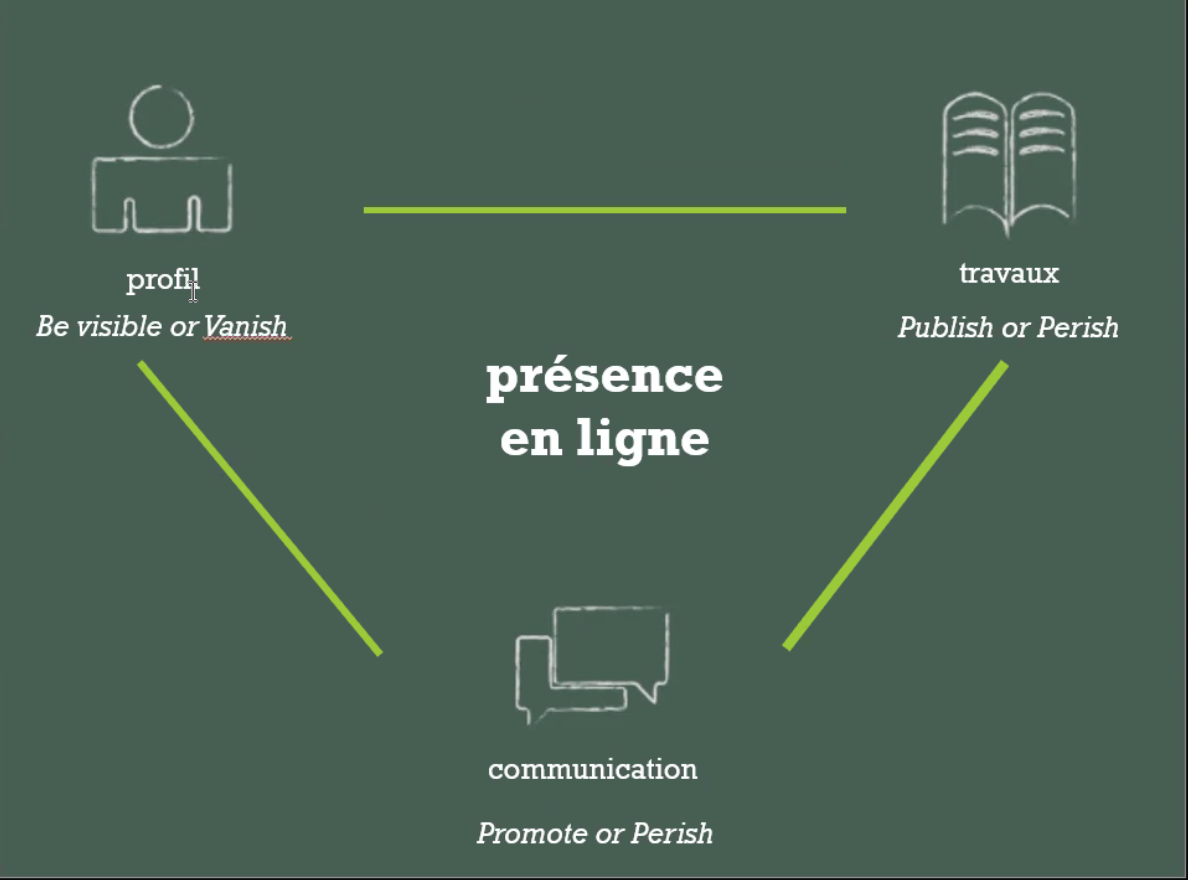 profil
Be visible or Vanish
travaux
Publish or Perish
présence
en ligne
communication
Promote or Perish